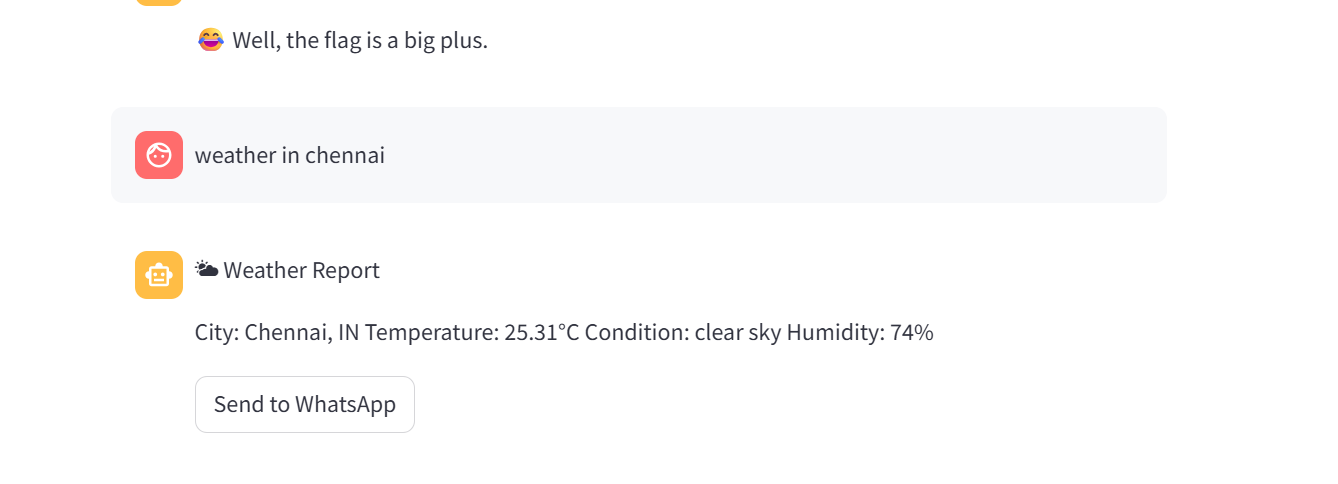 😂 Well, the flag is a big plus.
weather in chennai
🌥 Weather Report
City: Chennai, IN Temperature: 25.31°C Condition: clear sky Humidity: 74%
Send to WhatsApp